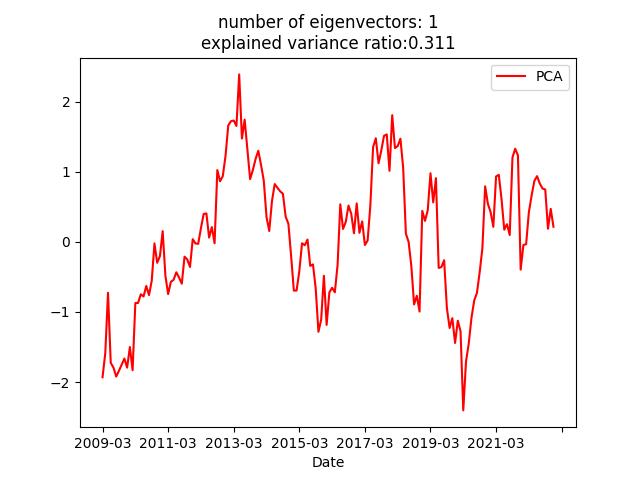 number of eigenvectors: 1
explained variance ratio:0.311
PCA
2
1
0
−1
−2
2009-03 2011-03 2013-03 2015-03 2017-03 2019-03 2021-03
Date